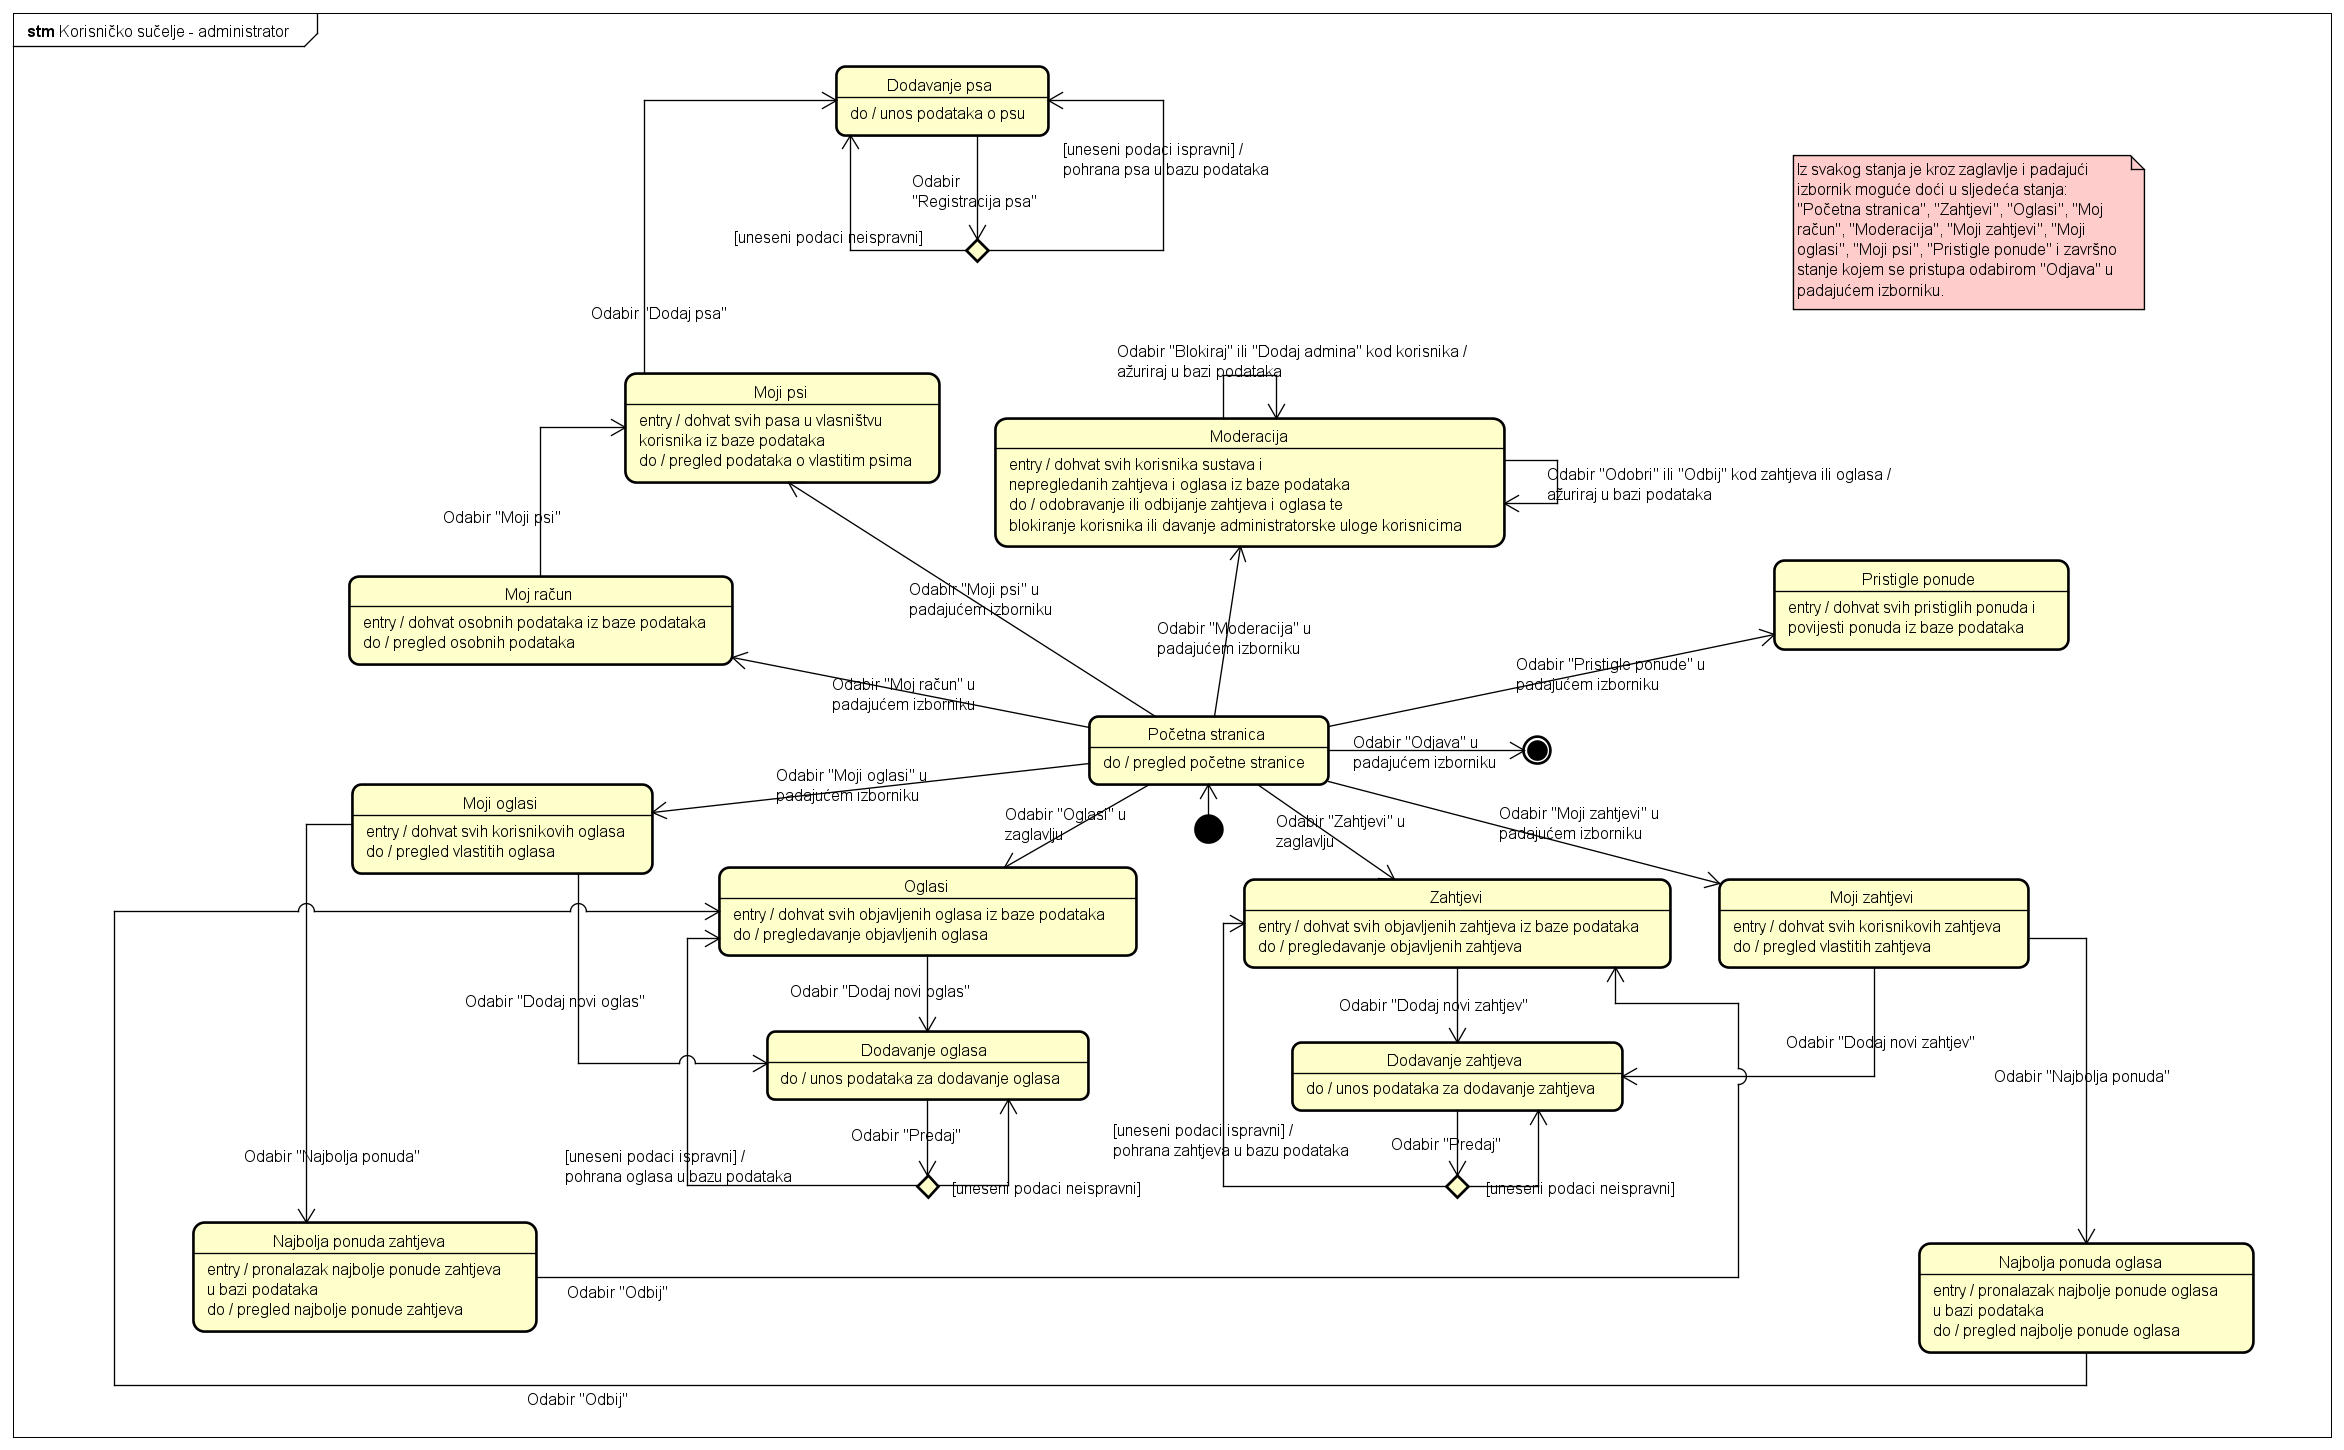 stm Korisničko sučelje - administrator
Dodavanje psa
do / unos podataka o psu
[uneseni podaci ispravni] /
pohrana psa u bazu podataka
Odabir
"Registracija psa"
[uneseni podaci neispravni]
Iz svakog stanja je kroz zaglavlje i padajući
izbornik moguće doći u sljedeća stanja:
"Početna stranica", "Zahtjevi", "Oglasi", "Moj
račun", "Moderacija", "Moji zahtjevi", "Moji
oglasi", "Moji psi", "Pristigle ponude" i završno
stanje kojem se pristupa odabirom "Odjava" u
padajućem izborniku.
Odabir "Dodaj psa"
Moji psi
entry / dohvat svih pasa u vlasništvu
korisnika iz baze podataka
do / pregled podataka o vlastitim psima
Odabir "Blokiraj" ili "Dodaj admina" kod korisnika /
ažuriraj u bazi podataka
Moderacija
entry / dohvat svih korisnika sustava i
nepregledanih zahtjeva i oglasa iz baze podataka
do / odobravanje ili odbijanje zahtjeva i oglasa te
blokiranje korisnika ili davanje administratorske uloge korisnicima
Odabir "Odobri" ili "Odbij" kod zahtjeva ili oglasa /
ažuriraj u bazi podataka
Odabir "Moji psi"
Moj račun
entry / dohvat osobnih podataka iz baze podataka
do / pregled osobnih podataka
Odabir "Moji psi" u
padajućem izborniku
Odabir "Moderacija" u
padajućem izborniku
Pristigle ponude
entry / dohvat svih pristiglih ponuda i
povijesti ponuda iz baze podataka
Odabir "Pristigle ponude" u
padajućem izborniku
Odabir "Moj račun" u
padajućem izborniku
Početna stranica
do / pregled početne stranice
Odabir "Odjava" u
padajućem izborniku
Odabir "Moji oglasi" u
padajućem izborniku
Moji oglasi
entry / dohvat svih korisnikovih oglasa
do / pregled vlastitih oglasa
Odabir "Oglasi" u
zaglavlju
Odabir "Zahtjevi" u
zaglavlju
Odabir "Moji zahtjevi" u
padajućem izborniku
Oglasi
entry / dohvat svih objavljenih oglasa iz baze podataka
do / pregledavanje objavljenih oglasa
Zahtjevi
entry / dohvat svih objavljenih zahtjeva iz baze podataka
do / pregledavanje objavljenih zahtjeva
Moji zahtjevi
entry / dohvat svih korisnikovih zahtjeva
do / pregled vlastitih zahtjeva
Odabir "Dodaj novi oglas"
Odabir "Dodaj novi oglas"
Odabir "Dodaj novi zahtjev"
Odabir "Dodaj novi zahtjev"
Dodavanje oglasa
do / unos podataka za dodavanje oglasa
Dodavanje zahtjeva
do / unos podataka za dodavanje zahtjeva
Odabir "Najbolja ponuda"
Odabir "Najbolja ponuda"
[uneseni podaci ispravni] /
pohrana oglasa u bazu podataka
Odabir "Predaj"
[uneseni podaci neispravni]
[uneseni podaci ispravni] /
pohrana zahtjeva u bazu podataka
Odabir "Predaj"
[uneseni podaci neispravni]
Najbolja ponuda zahtjeva
entry / pronalazak najbolje ponude zahtjeva
u bazi podataka
do / pregled najbolje ponude zahtjeva
Odabir "Odbij"
Najbolja ponuda oglasa
entry / pronalazak najbolje ponude oglasa
u bazi podataka
do / pregled najbolje ponude oglasa
Odabir "Odbij"